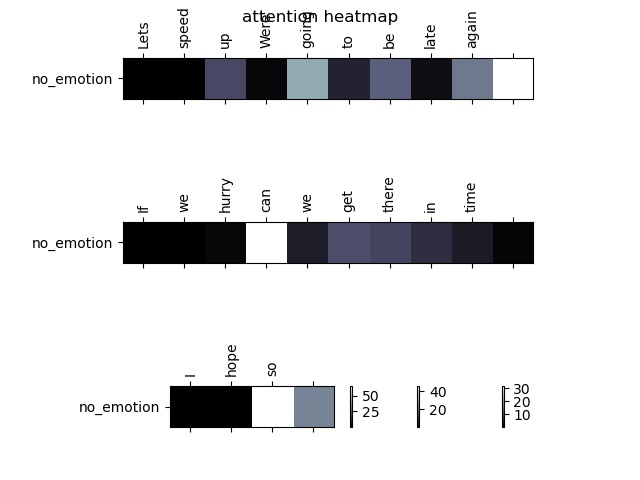 attention heatmap
Lets speed up Were going to be late again
no_emotion
If we hurry can we get there in time
no_emotion
I hope so
no_emotion
50 25
40 20
30 20 10